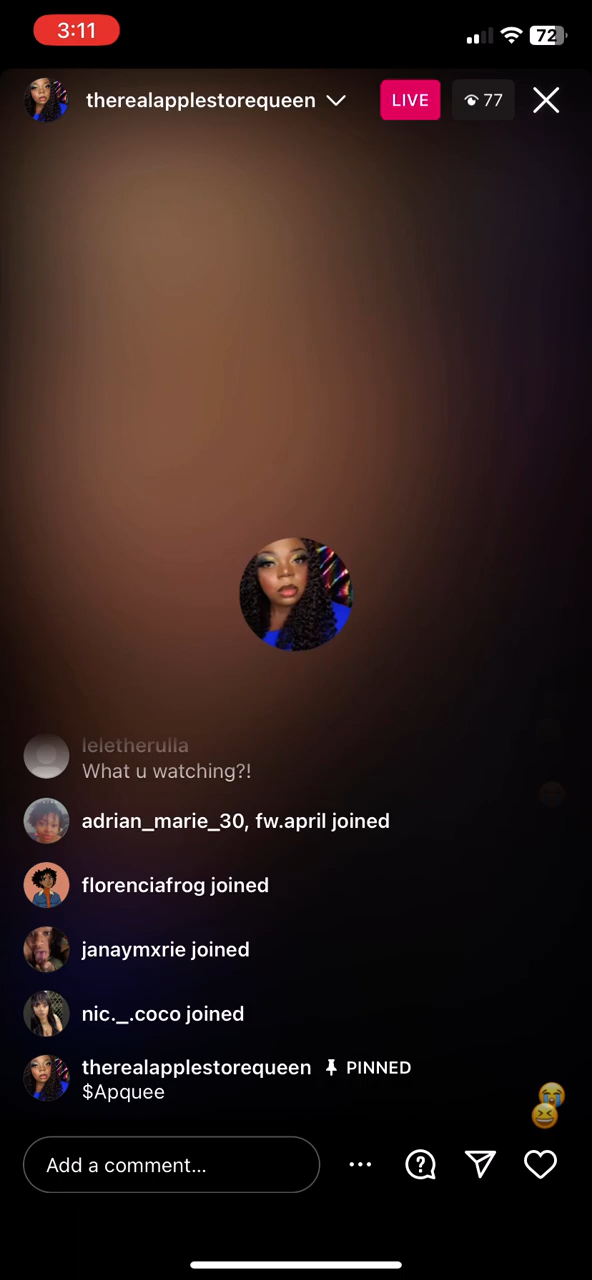 3:11
72
therealapplestorequeen
LIVE
77
leletherulla
What u watching?!
adrian_marie_30, fw.april joined
florenciafrog joined
janaymxrie joined
nic._.coco joined
therealapplestorequeen PINNED
$Apquee
Add a comment...